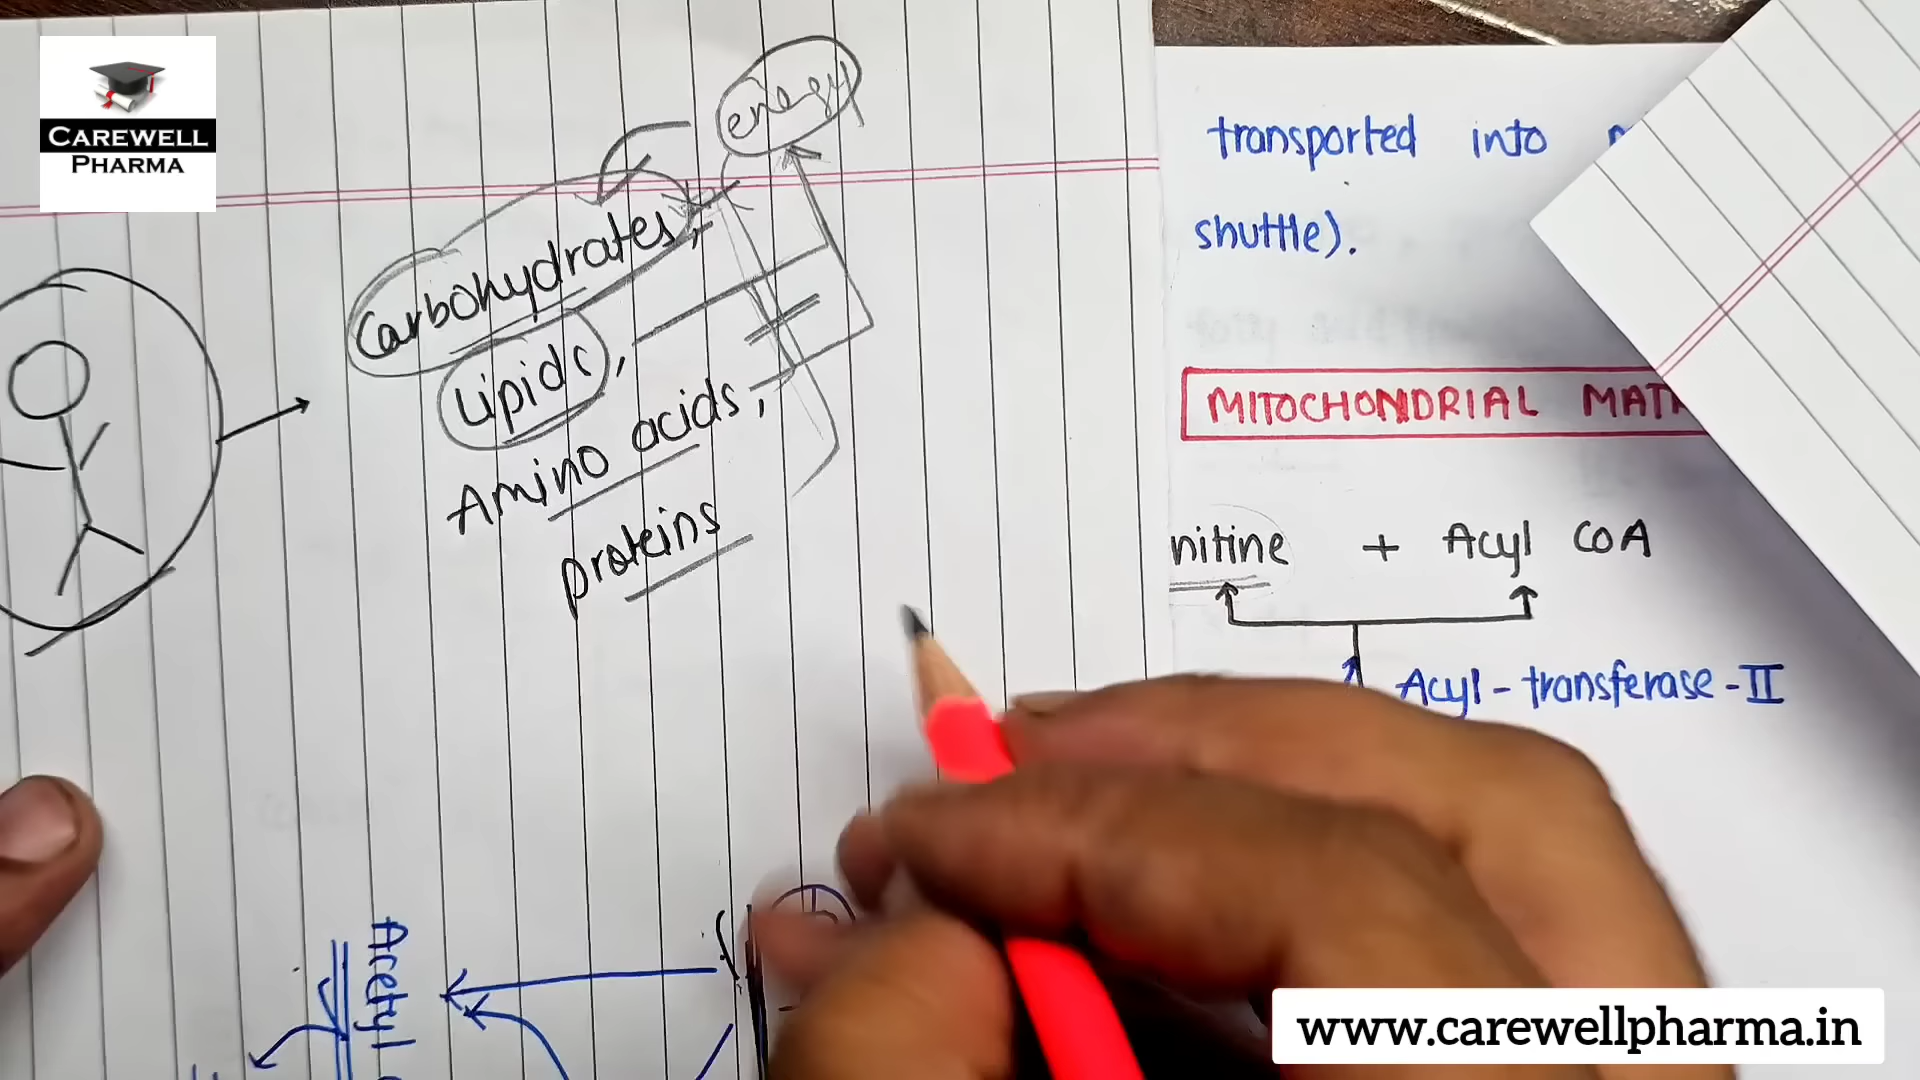 CAREWELL
PHARMA
energy
Carbohydrates,
Lipids,
Amino acids,
proteins
Acetyl
transported into
shuttle).
MITOCHONDRIAL
nitine + Acyl CoA
Acyl-transferase-II
www.carewellpharma.in